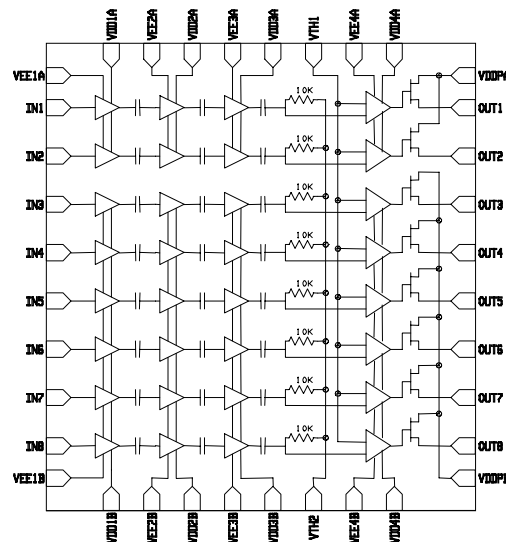 VDD1A VEE2A VDD2A VEE3A VDD3A VTH1 VEE4A VDD4A
VEE1A VDDPA
10K
IN1 OUT1
10K
IN2 OUT2
10K
IN3 OUT3
10K
IN4 OUT4
10K
IN5 OUT5
10K
IN6 OUT6
10K
IN7 OUT7
10K
IN8 OUT8
VEE1B VDDPB
VDD1B VEE2B VDD2B VEE3B VDD3B VTH2 VEE4B VDD4B